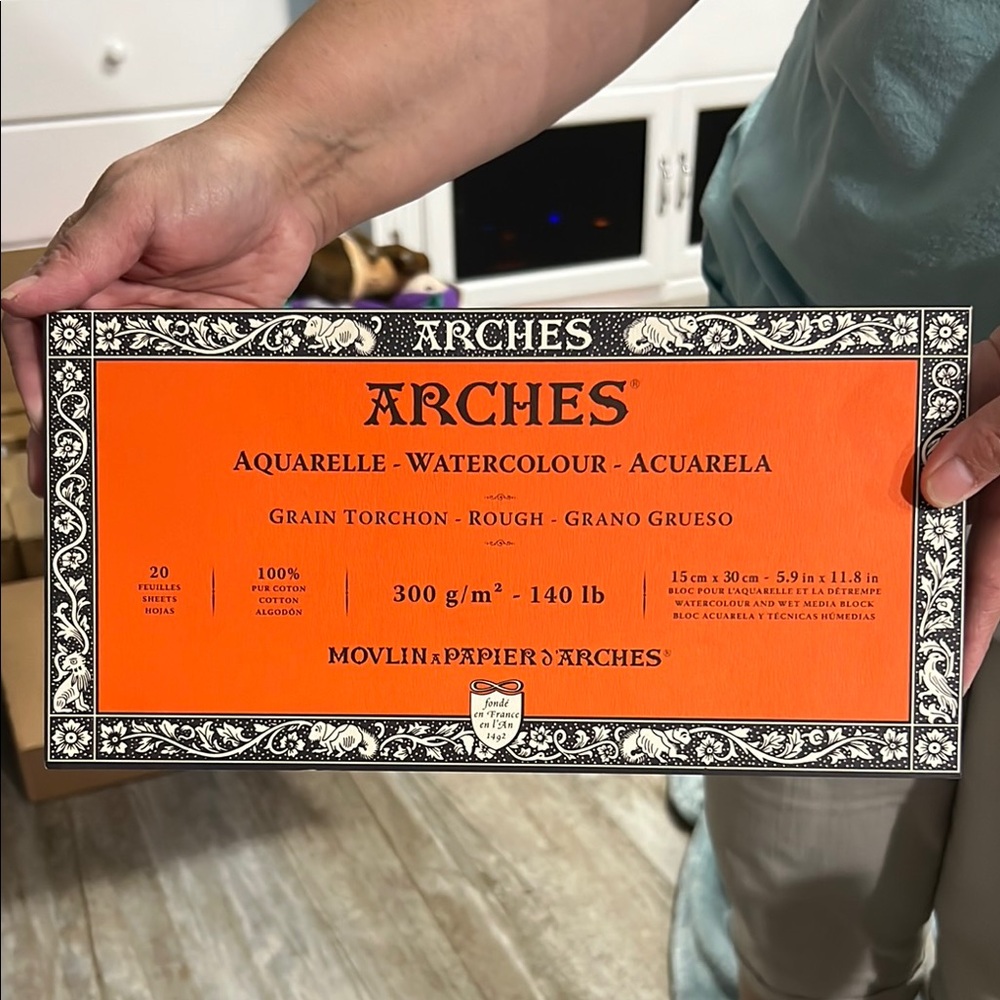 ARCHES
ARCHES®
AQUARELLE - WATERCOLOUR - ACUARELA
GRAIN TORCHON - ROUGH - GRANO GRUESO
20
FEUILLES
SHEETS
HOJAS
100%
PUR COTON
COTTON
ALGODÓN
300 g/m² - 140 lb
15 cm x 30 cm - 5.9 in x 11.8 in
BLOC POUR L'AQUARELLE ET LA DÉTREMPE
WATERCOLOUR AND WET MEDIA BLOCK
BLOC ACUARELA Y TÉCNICAS HÚMEDIAS
MOVLIN A PAPIER d'ARCHES®
fondé
en France
en l'An
1492